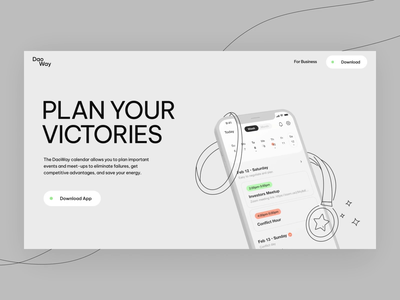 Dao
Way
For Business
Download
PLAN YOUR
VICTORIES
The DaoWay calendar allows you to plan important
events and meet-ups to eliminate failures, get
competitive advantages, and save your energy.
Download App
Today
Week
Feb 12 - Saturday
Investors Meetup
Conflict Hour
Feb 13 - Sunday